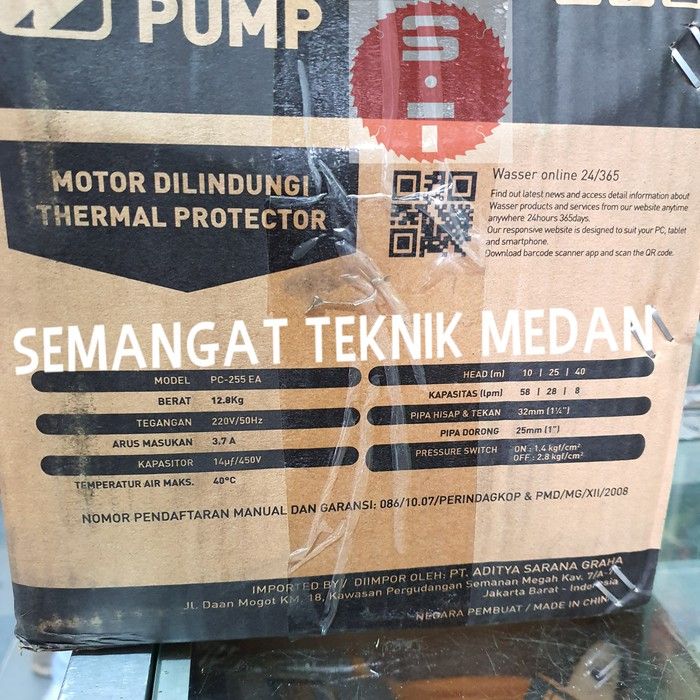 PUMP
S.T
MOTOR DILINDUNGI
THERMAL PROTECTOR
Wasser online 24/365
Find out latest news and access detail information about
Wasser products and services from our website anytime
anywhere 24hours 365days.
Our responsive website is designed to suit your PC, tablet
and smartphone.
Download barcode scanner app and scan the QR code.
SEMANGAT TEKNIK MEDAN
MODEL PC-255 EA
BERAT 12.8Kg
TEGANGAN 220V/50Hz
ARUS MASUKAN 3,7 A
KAPASITOR 14µf/450V
TEMPERATUR AIR MAKS. 40°C
HEAD (m) 10 | 25 | 40
KAPASITAS (lpm) 58 | 28 | 8
PIPA HISAP & TEKAN 32mm (1¼")
PIPA DORONG 25mm (1")
PRESSURE SWITCH ON : 1.4 kgf/cm²
OFF : 2.8 kgf/cm²
NOMOR PENDAFTARAN MANUAL DAN GARANSI: 086/10.07/PERINDAGKOP & PMD/MG/XII/2008
IMPORTED BY / DIIMPOR OLEH: PT. ADITYA SARANA GRAHA
Jl. Daan Mogot KM. 18, Kawasan Pergudangan Semanan Megah Kav. 7/A-7
Jakarta Barat - Indonesia
NEGARA PEMBUAT / MADE IN CHINA